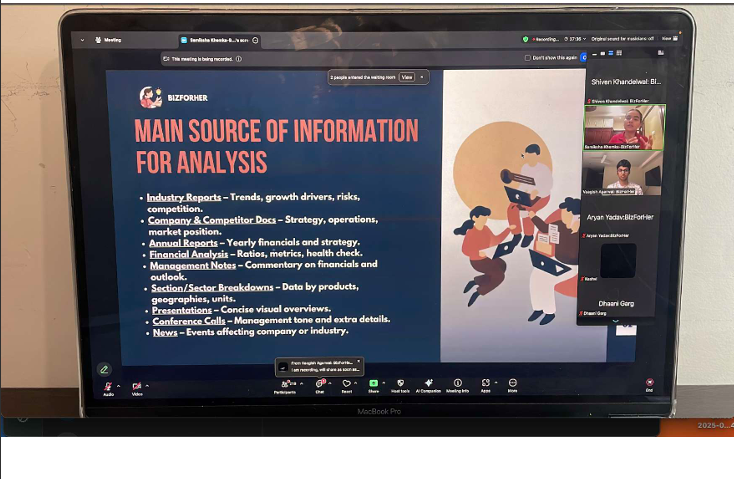 Meeting
Recording...
37:36
Original sound for musicians: off
View
This meeting is being recorded.
Don't show this again
2 people entered the waiting room
View
BIZFORHER
MAIN SOURCE OF INFORMATION
FOR ANALYSIS
• Industry Reports – Trends, growth drivers, risks,
competition.
• Company & Competitor Docs – Strategy, operations,
market position.
• Annual Reports – Yearly financials and strategy.
• Financial Analysis – Ratios, metrics, health check.
• Management Notes – Commentary on financials and
outlook.
• Section/Sector Breakdowns – Data by products,
geographies, units.
• Presentations – Concise visual overviews.
• Conference Calls – Management tone and extra details.
• News – Events affecting company or industry.
Shiven Khandelwal: Bi...
Shiven Khandelwal: BizForHer
Samiksha Khemka-BizForHer
Vaagish Agarwal: BizForHer
Aryan Yadav:BizForHer
Aryan Yadav:BizForHer
Dhaani Garg
Dhaani Garg
From Vaagish Agarwal: BizForHe...
I am recording, will share as soon as...
Audio
Video
Participants
Chat
React
Share
Host tools
AI Companion
Meeting info
Apps
More
End
MacBook Pro
2025-0...4